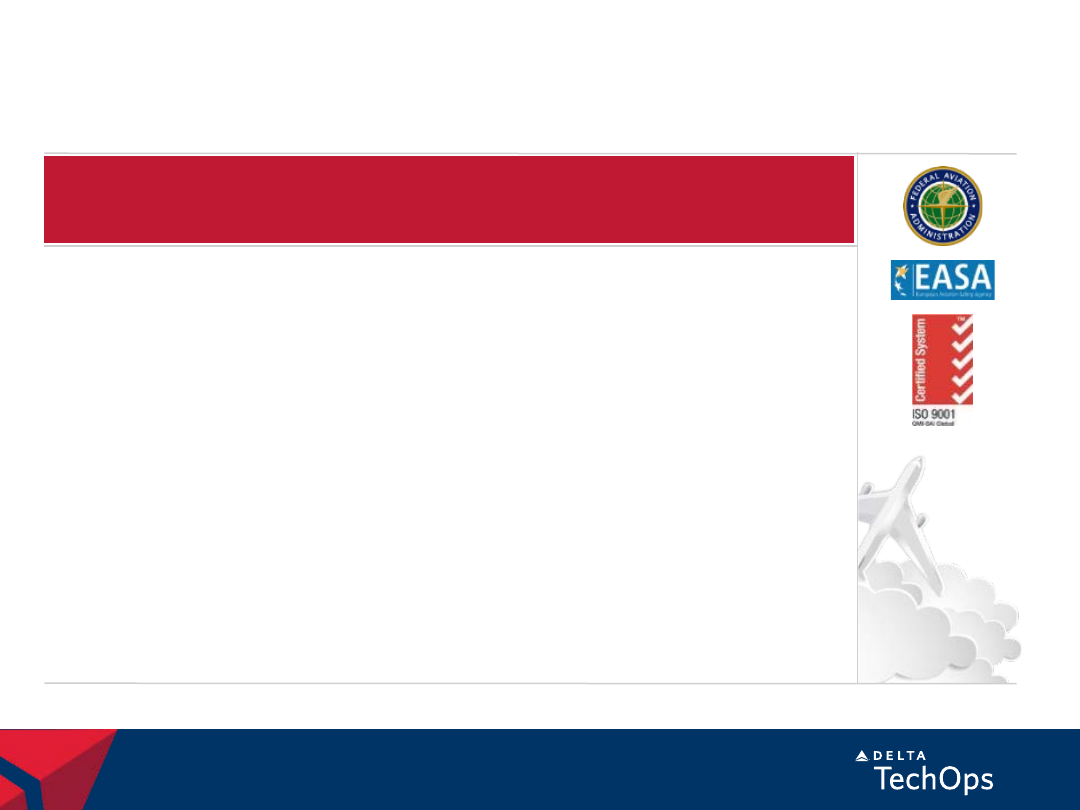 FEDERAL AVIATION
ADMINISTRATION
EASA
European Aviation Safety Agency
Certified System
TM
ISO 9001
QMI-SAI Global
DELTA
TechOps